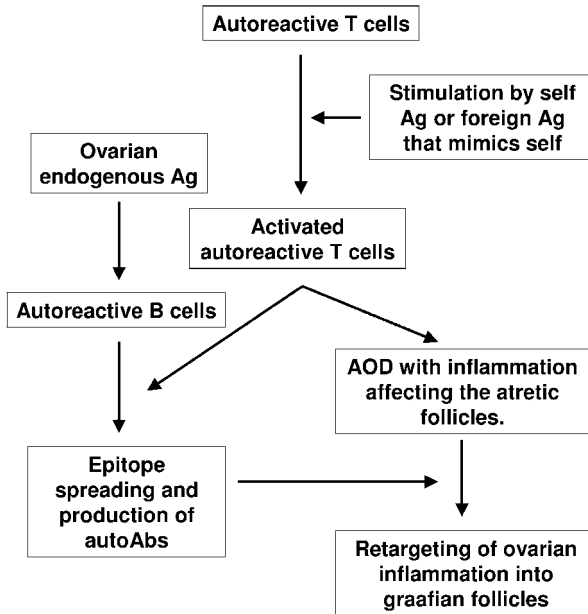 Autoreactive T cells
Stimulation by self
Ag or foreign Ag
that mimics self
Ovarian
endogenous Ag
Activated
autoreactive T cells
Autoreactive B cells
AOD with inflammation
affecting the atretic
follicles.
Epitope
spreading and
production of
autoAbs
Retargeting of ovarian
inflammation into
graafian follicles